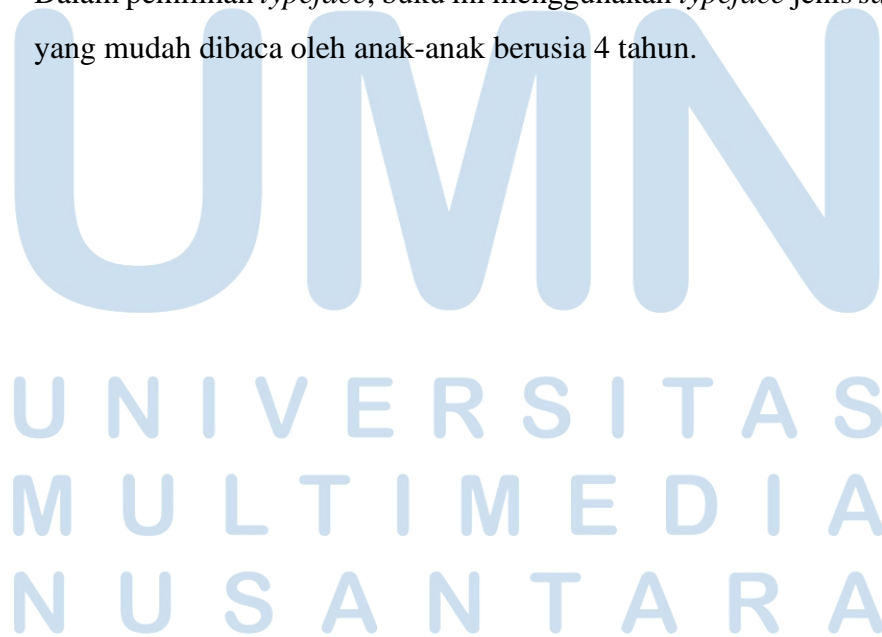 Dalam pemilihan typeface, buku ini menggunakan typeface jenis
yang mudah dibaca oleh anak-anak berusia 4 tahun.
UMN
UNIVERSITAS
MULTIMEDIA
NUSANTARA